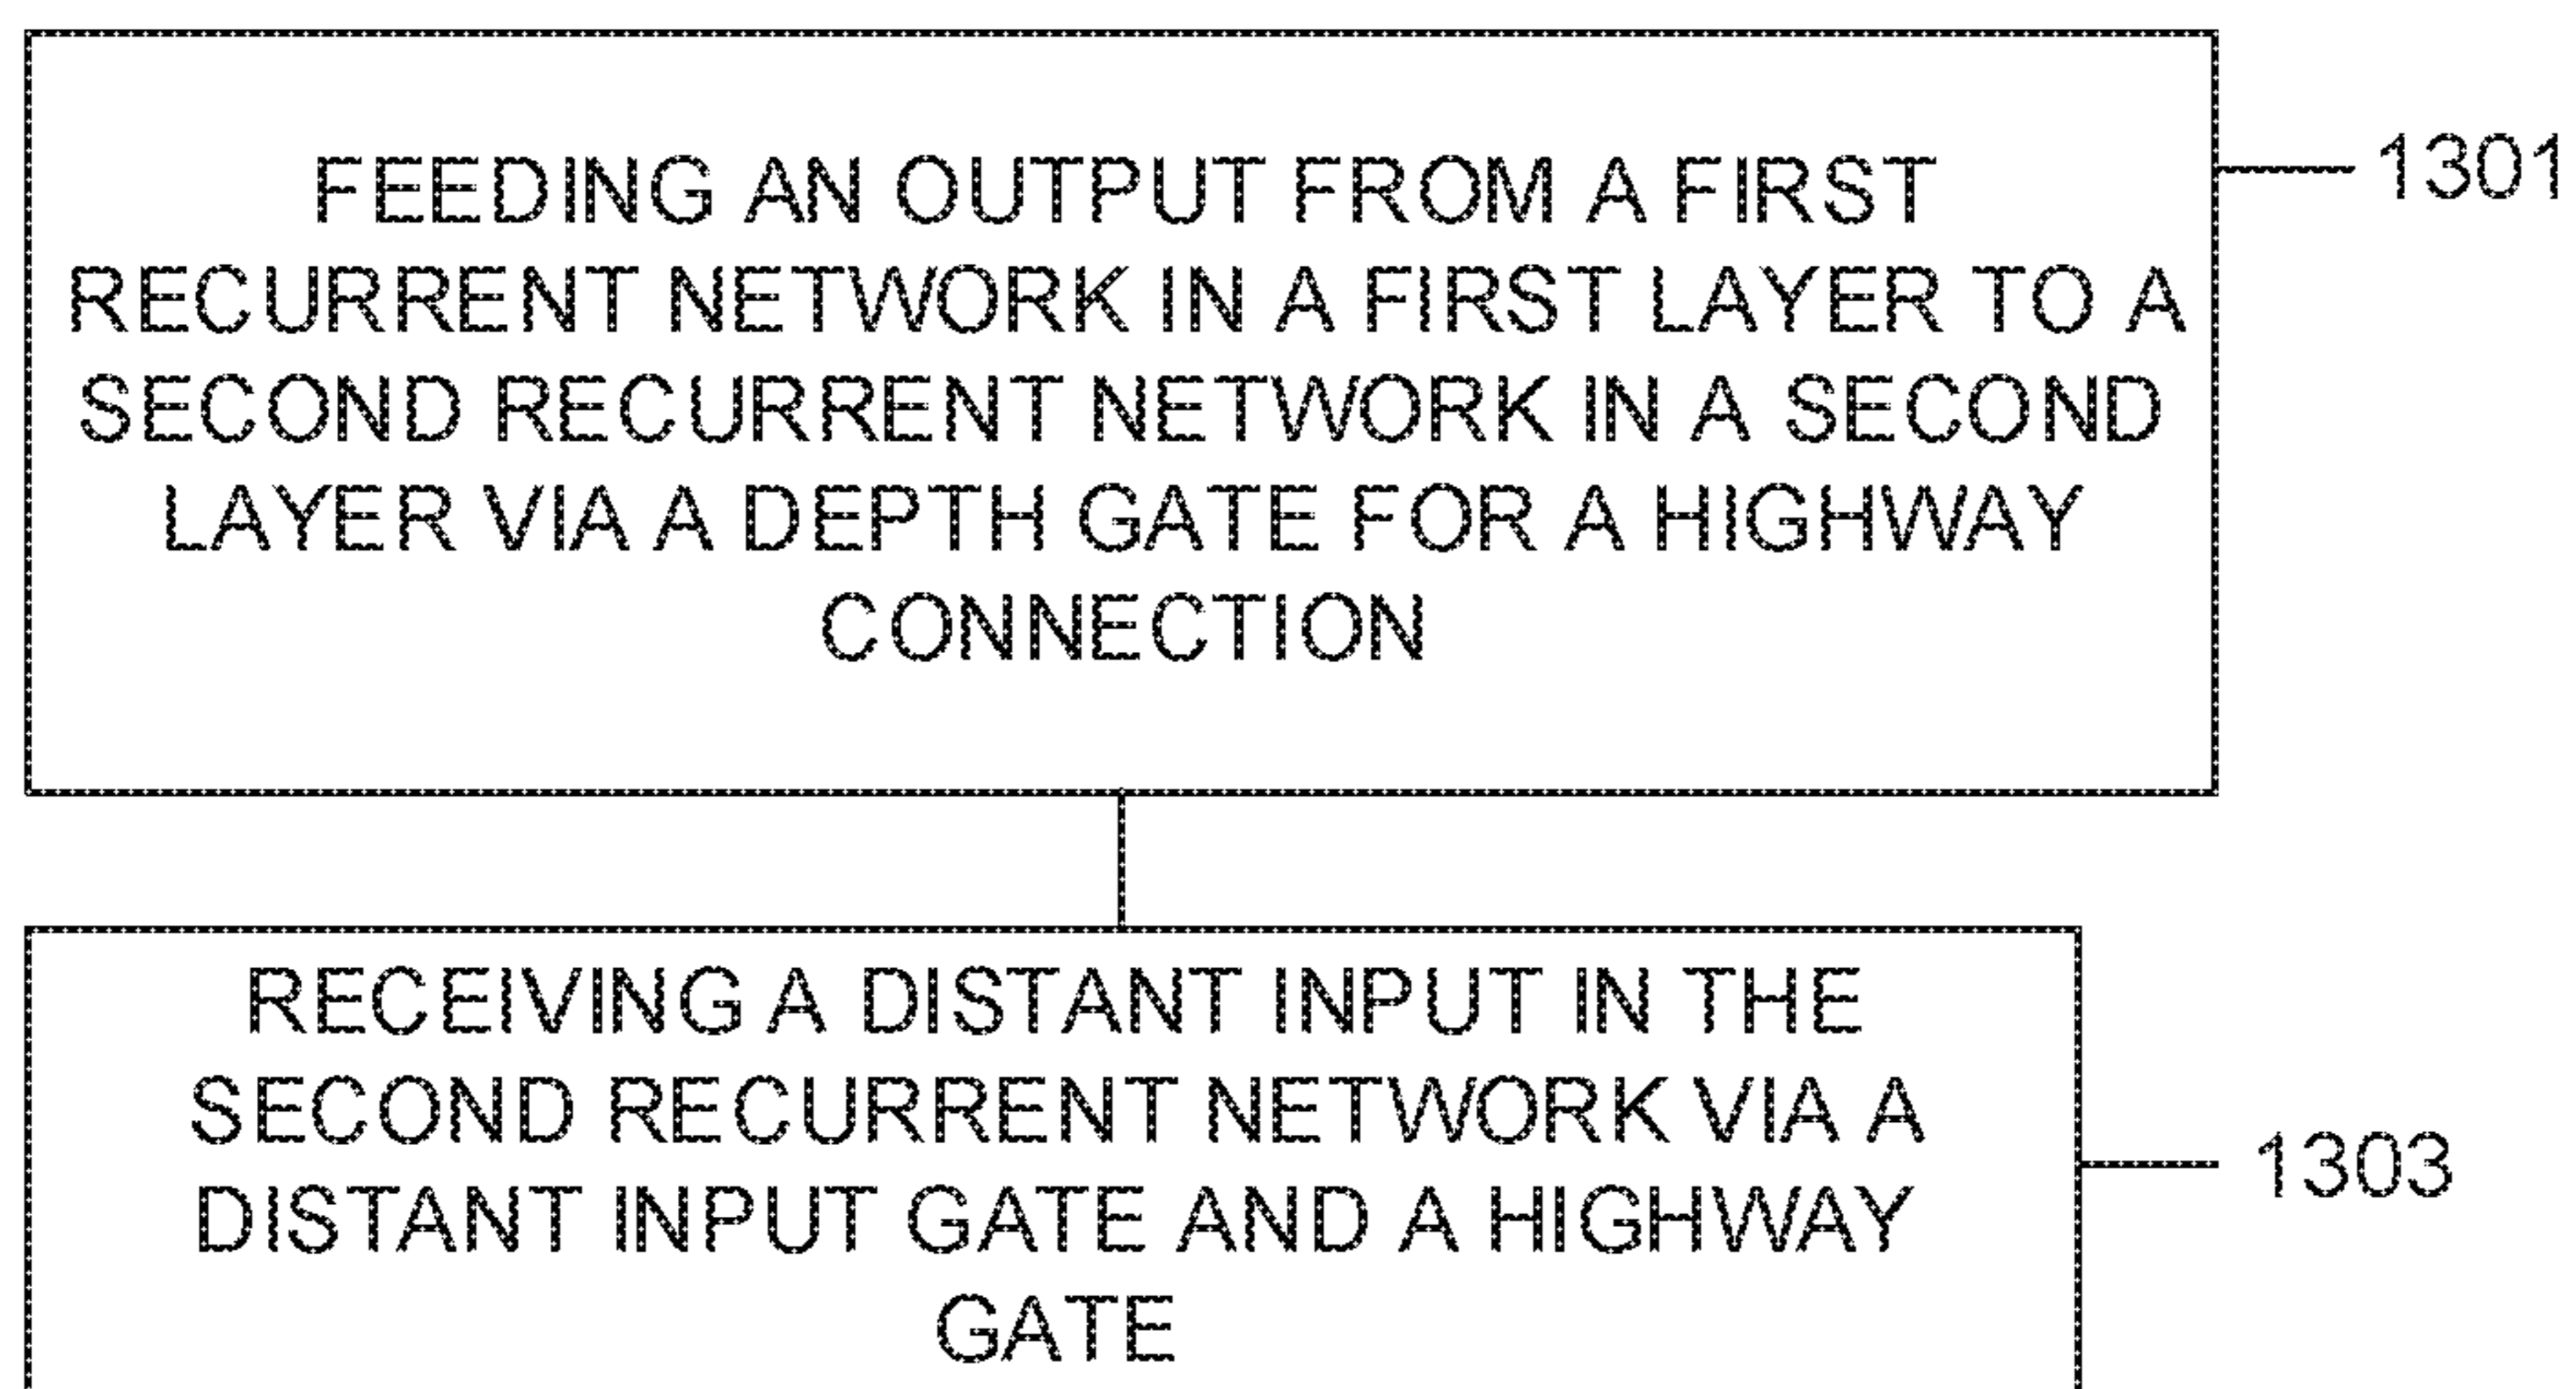 FEEDING AN OUTPUT FROM A FIRST
RECURRENT NETWORK IN A FIRST LAYER TO A
SECOND RECURRENT NETWORK IN A SECOND
LAYER VIA A DEPTH GATE FOR A HIGHWAY
CONNECTION
1301
RECEIVING A DISTANT INPUT IN THE
SECOND RECURRENT NETWORK VIA A
DISTANT INPUT GATE AND A HIGHWAY
GATE
1303